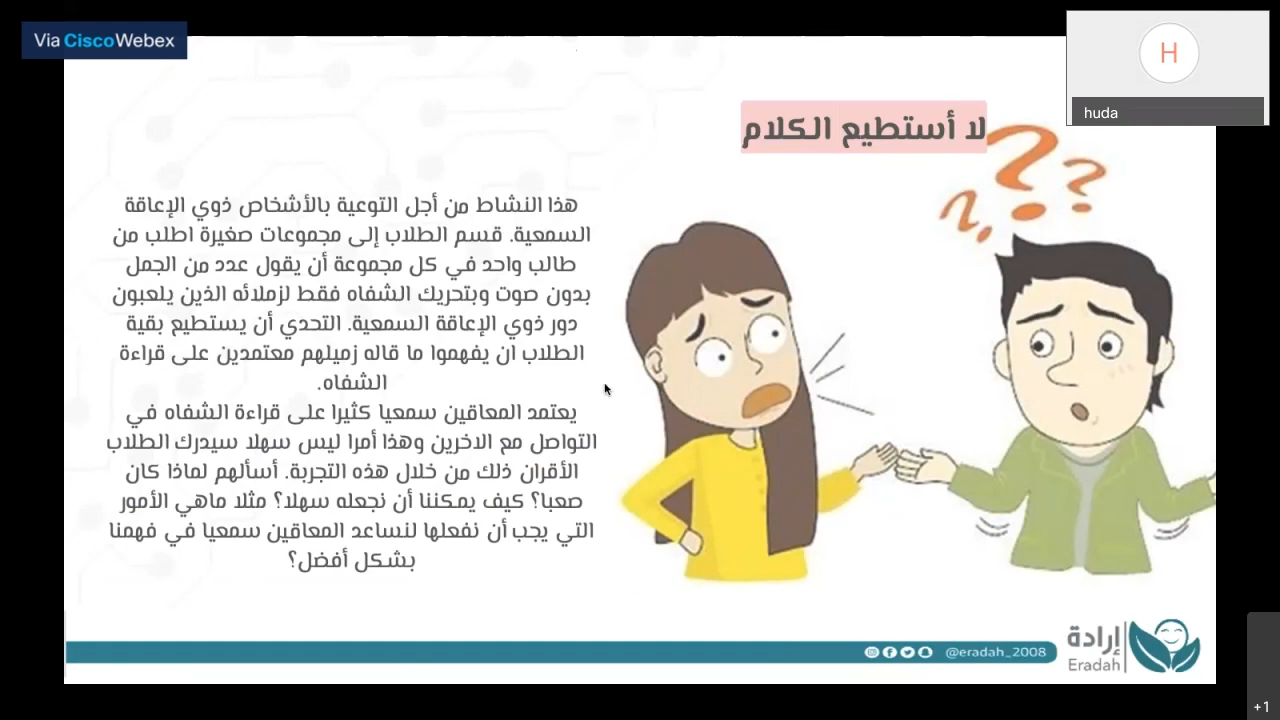 Via Cisco Webex
H
huda
لا أستطيع الكلام
هذا النشاط من أجل التوعية بالأشخاص ذوي الإعاقة
السمعية. قسم الطلاب إلى مجموعات صغيرة اطلب من
طالب واحد في كل مجموعة أن يقول عدد من الجمل
بدون صوت وبتحريك الشفاه فقط لزملائه الذين يلعبون
دور ذوي الإعاقة السمعية. التحدي أن يستطيع بقية
الطلاب ان يفهموا ما قاله زميلهم معتمدين على قراءة
الشفاه.
يعتمد المعاقين سمعيا كثيرا على قراءة الشفاه في
التواصل مع الاخرين وهذا أمرا ليس سهلا سيدرك الطلاب
الأقران ذلك من خلال هذه التجربة. أسألهم لماذا كان
صعبا؟ كيف يمكننا أن نجعله سهلا؟ مثلا ماهي الأمور
التي يجب أن نفعلها لنساعد المعاقين سمعيا في فهمنا
بشكل أفضل؟
???
@eradah_2008
إرادة
Eradah
+1